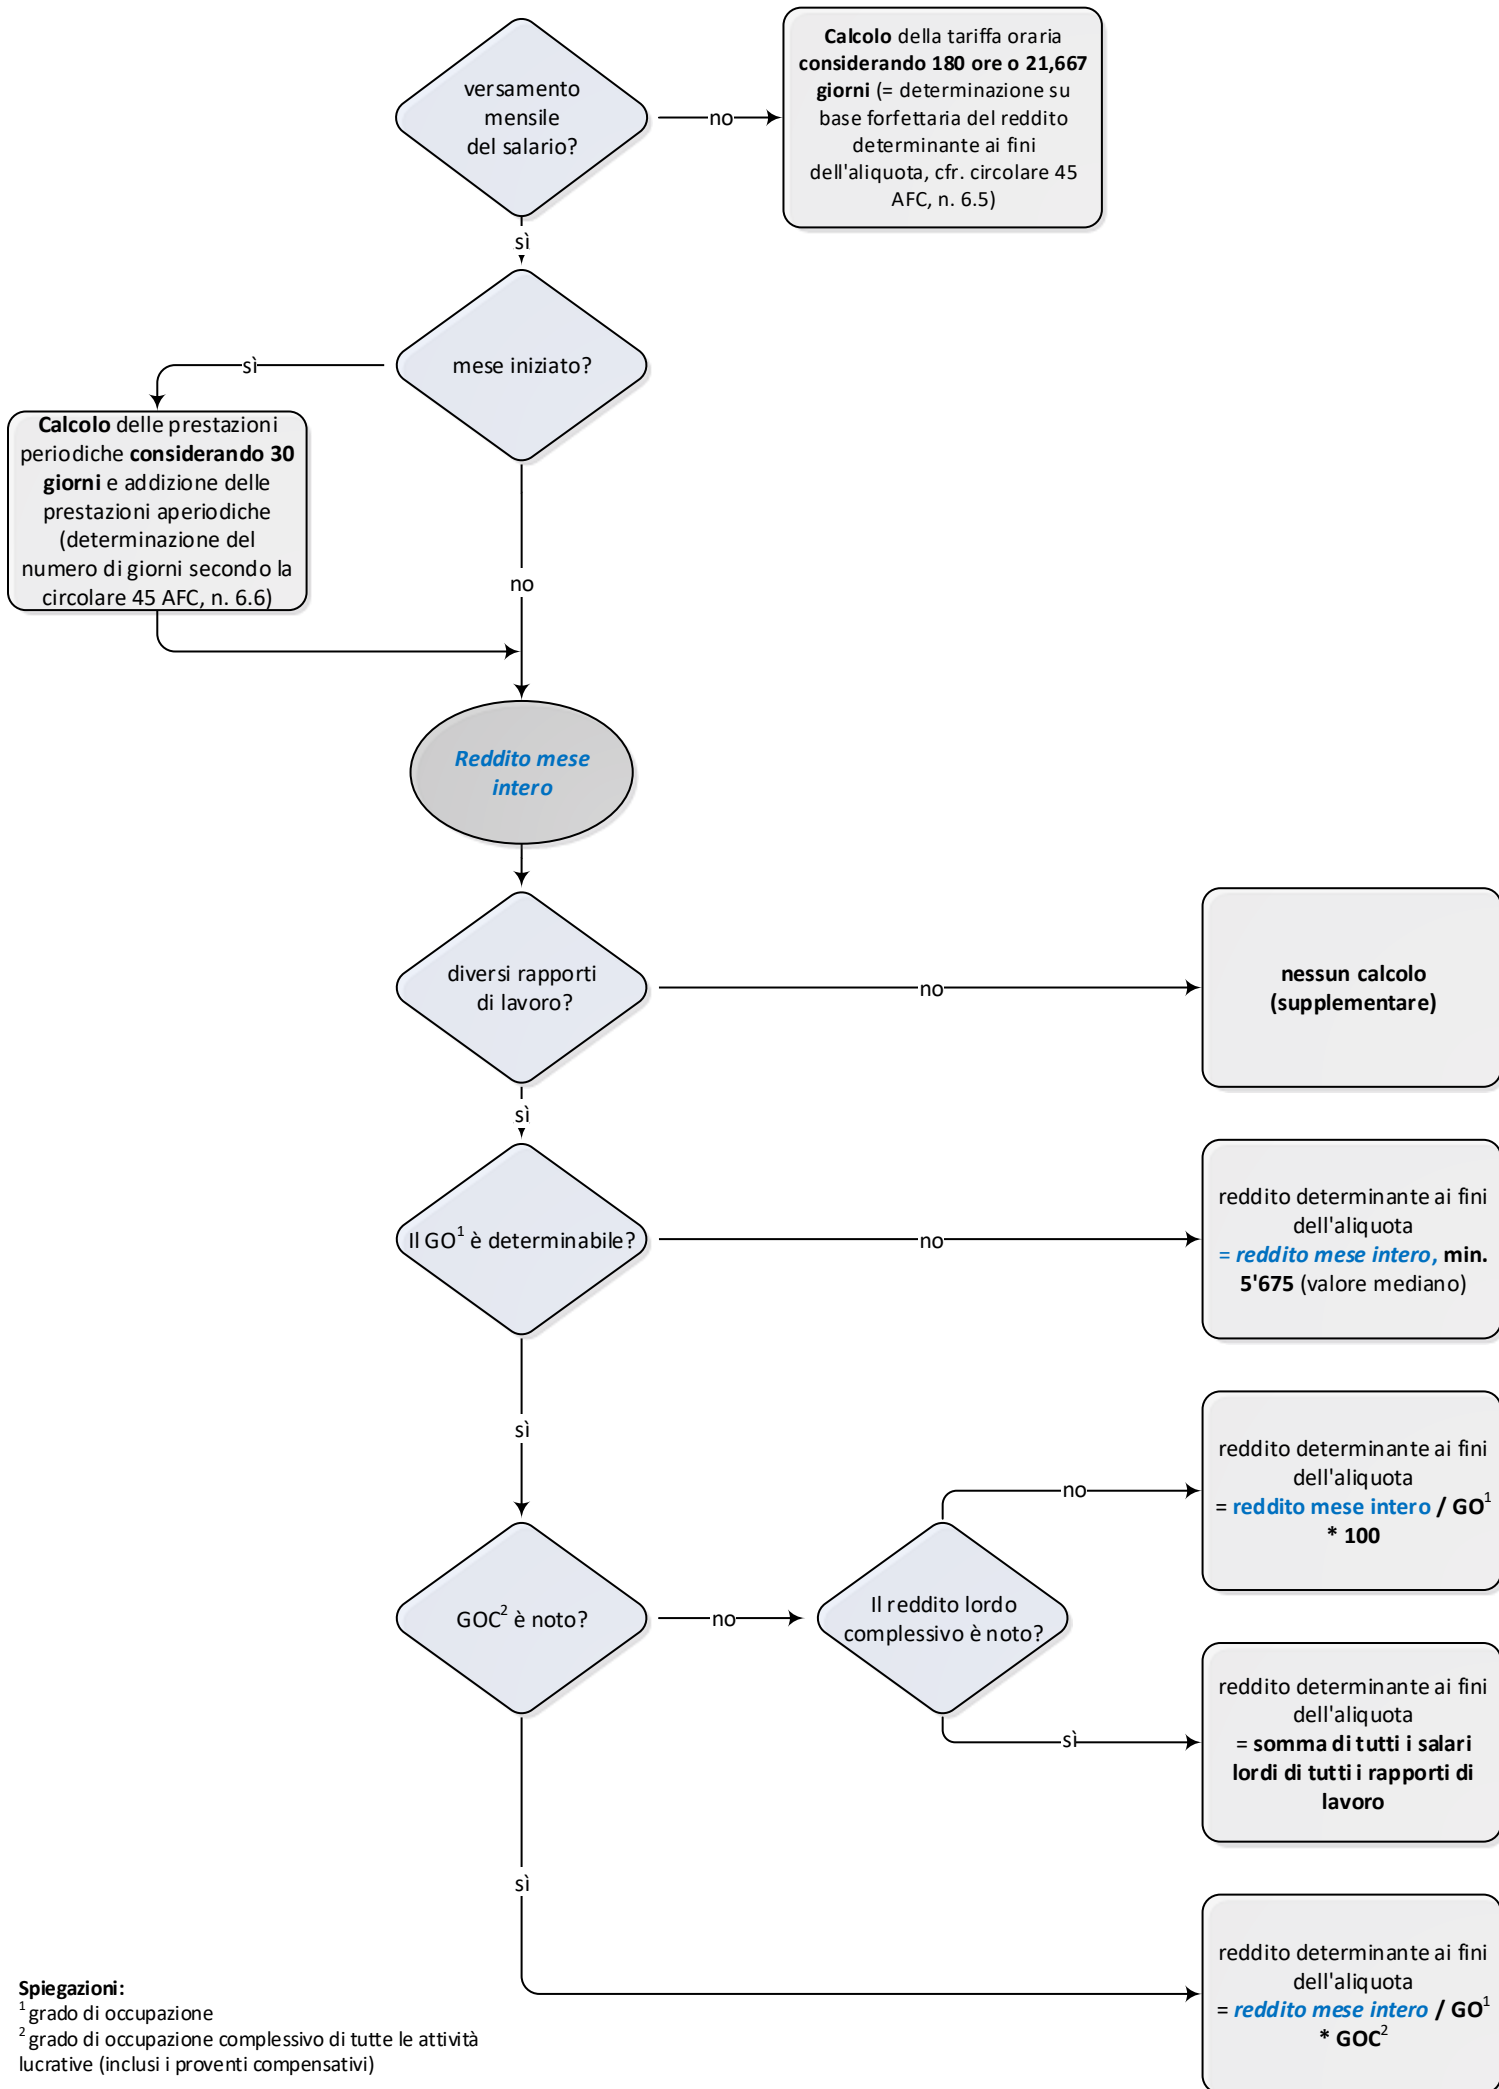 versamento
mensile
del salario?
no
Calcolo della tariffa oraria
considerando 180 ore o 21,667
giorni (= determinazione su
base forfettaria del reddito
determinante ai fini
dell'aliquota, cfr. circolare 45
AFC, n. 6.5)
sì
mese iniziato?
sì
Calcolo delle prestazioni
periodiche considerando 30
giorni e addizione delle
prestazioni aperiodiche
(determinazione del
numero di giorni secondo la
circolare 45 AFC, n. 6.6)
no
Reddito mese
intero
diversi rapporti
di lavoro?
no
nessun calcolo
(supplementare)
sì
Il GO¹ è determinabile?
no
reddito determinante ai fini
dell'aliquota
= reddito mese intero, min.
5'675 (valore mediano)
sì
GOC² è noto?
no
Il reddito lordo
complessivo è noto?
no
reddito determinante ai fini
dell'aliquota
= reddito mese intero / GO¹
* 100
sì
reddito determinante ai fini
dell'aliquota
= somma di tutti i salari
lordi di tutti i rapporti di
lavoro
sì
reddito determinante ai fini
dell'aliquota
= reddito mese intero / GO¹
* GOC²
Spiegazioni:
¹ grado di occupazione
² grado di occupazione complessivo di tutte le attività
lucrative (inclusi i proventi compensativi)